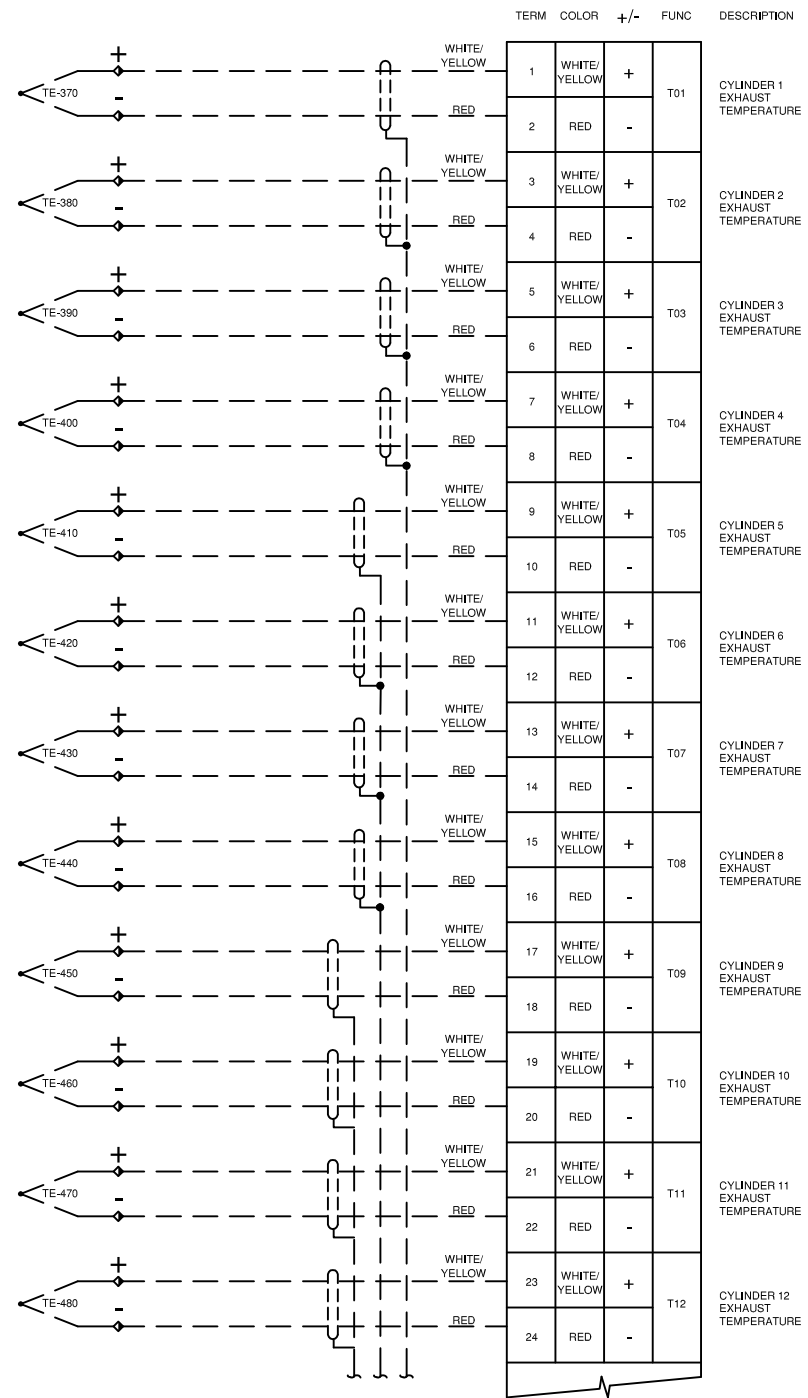 TERM COLOR +/- FUNC DESCRIPTION
+ WHITE/
YELLOW 1 WHITE/
YELLOW + T01 CYLINDER 1
EXHAUST
TEMPERATURE
TE-370
- RED 2 RED -
+ WHITE/
YELLOW 3 WHITE/
YELLOW + T02 CYLINDER 2
EXHAUST
TEMPERATURE
TE-380
- RED 4 RED -
+ WHITE/
YELLOW 5 WHITE/
YELLOW + T03 CYLINDER 3
EXHAUST
TEMPERATURE
TE-390
- RED 6 RED -
+ WHITE/
YELLOW 7 WHITE/
YELLOW + T04 CYLINDER 4
EXHAUST
TEMPERATURE
TE-400
- RED 8 RED -
+ WHITE/
YELLOW 9 WHITE/
YELLOW + T05 CYLINDER 5
EXHAUST
TEMPERATURE
TE-410
- RED 10 RED -
+ WHITE/
YELLOW 11 WHITE/
YELLOW + T06 CYLINDER 6
EXHAUST
TEMPERATURE
TE-420
- RED 12 RED -
+ WHITE/
YELLOW 13 WHITE/
YELLOW + T07 CYLINDER 7
EXHAUST
TEMPERATURE
TE-430
- RED 14 RED -
+ WHITE/
YELLOW 15 WHITE/
YELLOW + T08 CYLINDER 8
EXHAUST
TEMPERATURE
TE-440
- RED 16 RED -
+ WHITE/
YELLOW 17 WHITE/
YELLOW + T09 CYLINDER 9
EXHAUST
TEMPERATURE
TE-450
- RED 18 RED -
+ WHITE/
YELLOW 19 WHITE/
YELLOW + T10 CYLINDER 10
EXHAUST
TEMPERATURE
TE-460
- RED 20 RED -
+ WHITE/
YELLOW 21 WHITE/
YELLOW + T11 CYLINDER 11
EXHAUST
TEMPERATURE
TE-470
- RED 22 RED -
+ WHITE/
YELLOW 23 WHITE/
YELLOW + T12 CYLINDER 12
EXHAUST
TEMPERATURE
TE-480
- RED 24 RED -